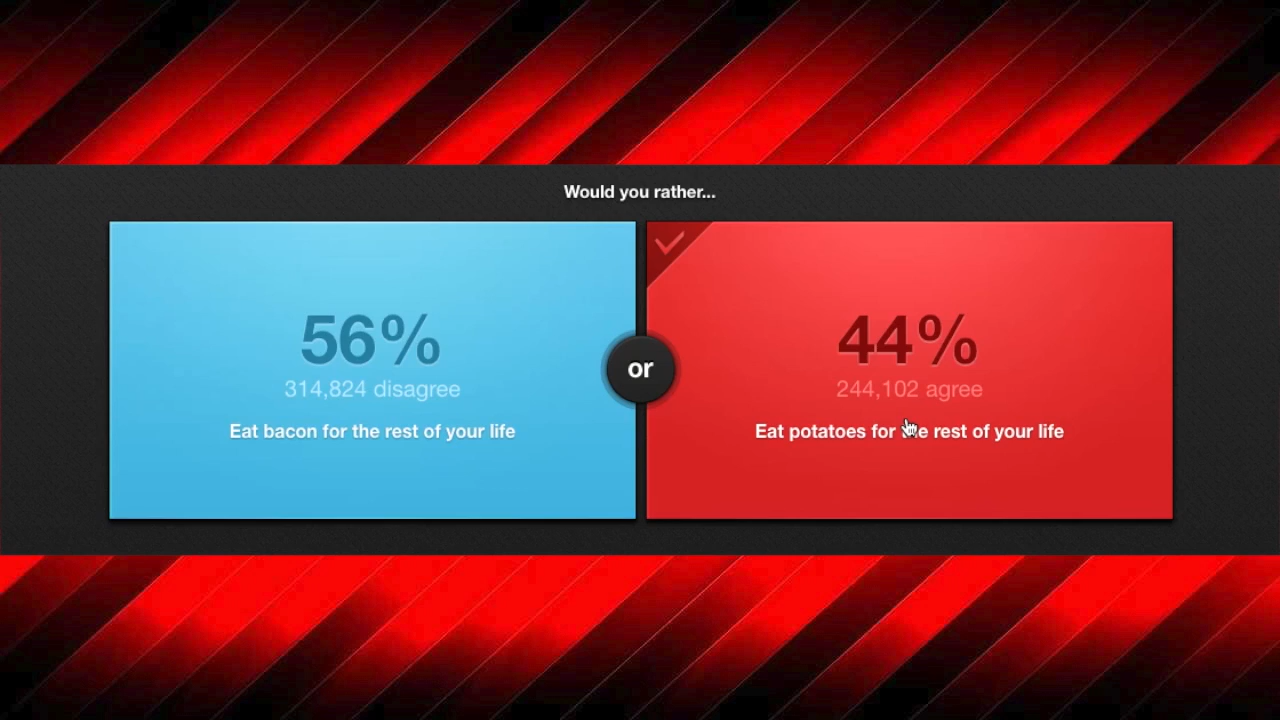 Would you rather...
56%
314,824 disagree
Eat bacon for the rest of your life
or
44%
244,102 agree
Eat potatoes for the rest of your life